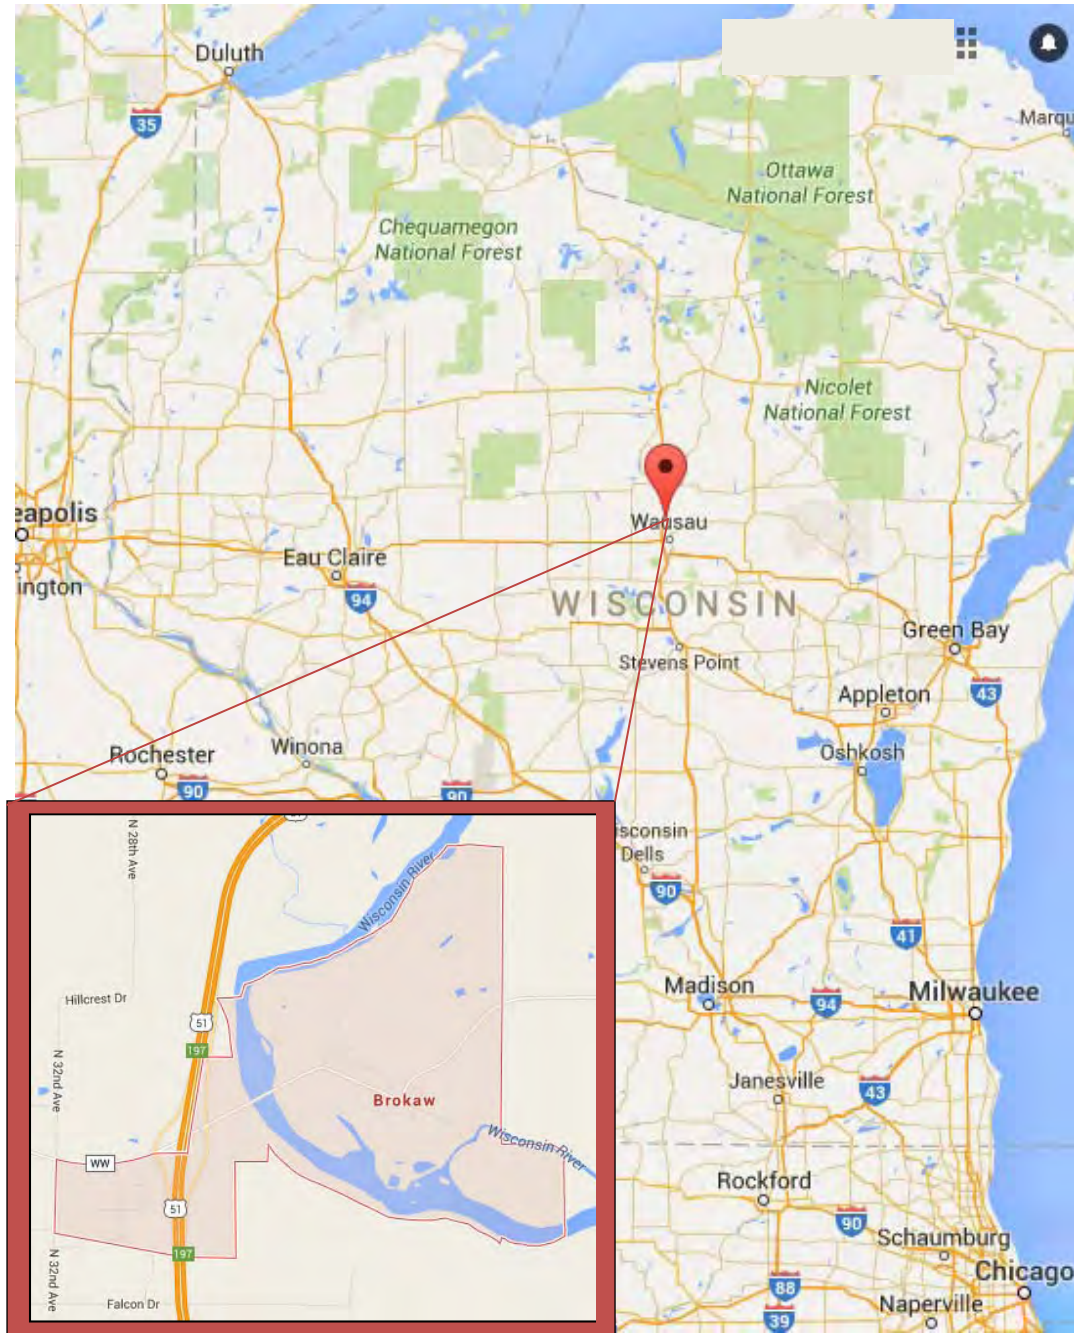 Duluth
35
Marqu
Ottawa
National Forest
Chequamegon
National Forest
Nicolet
National Forest
eapolis
Wausau
Eau Claire
ington
94
WISCONSIN
Green Bay
Stevens Point
43
Appleton
Rochester
Winona
Oshkosh
90
90
isconsin
Dells
90
41
Madison
94
Milwaukee
Janesville
43
Rockford
90
Schaumburg
Chicago
88
Naperville
39
N 28th Ave
Wisconsin River
Hillcrest Dr
51
197
N 32nd Ave
Brokaw
Wisconsin River
WW
51
197
N 32nd Ave
Falcon Dr